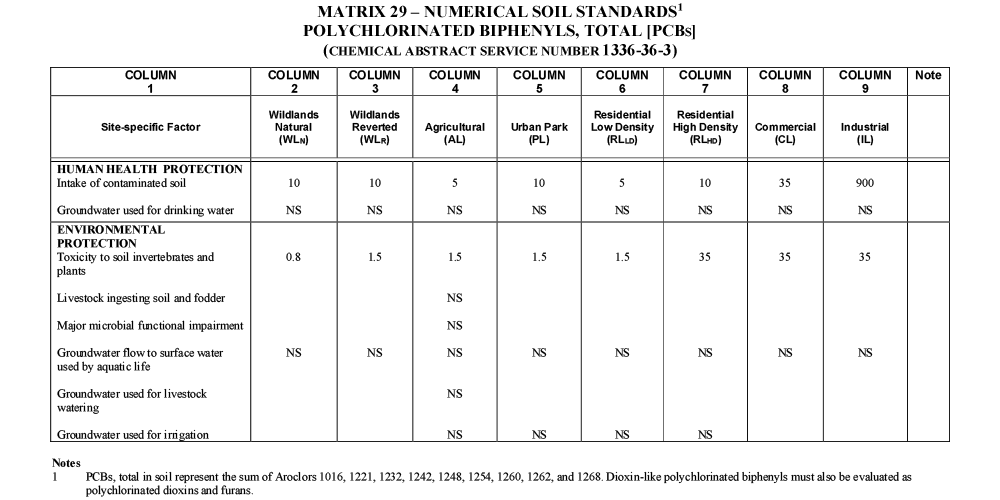 MATRIX 29 – NUMERICAL SOIL STANDARDS1
POLYCHLORINATED BIPHENYLS, TOTAL [PCBS]
(CHEMICAL ABSTRACT SERVICE NUMBER 1336-36-3)
COLUMN 1 COLUMN 2 COLUMN 3 COLUMN 4 COLUMN 5 COLUMN 6 COLUMN 7 COLUMN 8 COLUMN 9 Note
Site-specific Factor Wildlands Natural (WLN) Wildlands Reverted (WLR) Agricultural (AL) Urban Park (PL) Residential Low Density (RLLD) Residential High Density (RLHD) Commercial (CL) Industrial (IL)
HUMAN HEALTH PROTECTION
Intake of contaminated soil 10 10 5 10 5 10 35 900
Groundwater used for drinking water NS NS NS NS NS NS NS NS
ENVIRONMENTAL
PROTECTION
Toxicity to soil invertebrates and 0.8 1.5 1.5 1.5 1.5 35 35 35
plants
Livestock ingesting soil and fodder NS
Major microbial functional impairment NS
Groundwater flow to surface water NS NS NS NS NS NS NS NS
used by aquatic life
Groundwater used for livestock NS
watering
Groundwater used for irrigation NS NS NS NS
Notes
1 PCBs, total in soil represent the sum of Aroclors 1016, 1221, 1232, 1242, 1248, 1254, 1260, 1262, and 1268. Dioxin-like polychlorinated biphenyls must also be evaluated as
polychlorinated dioxins and furans.